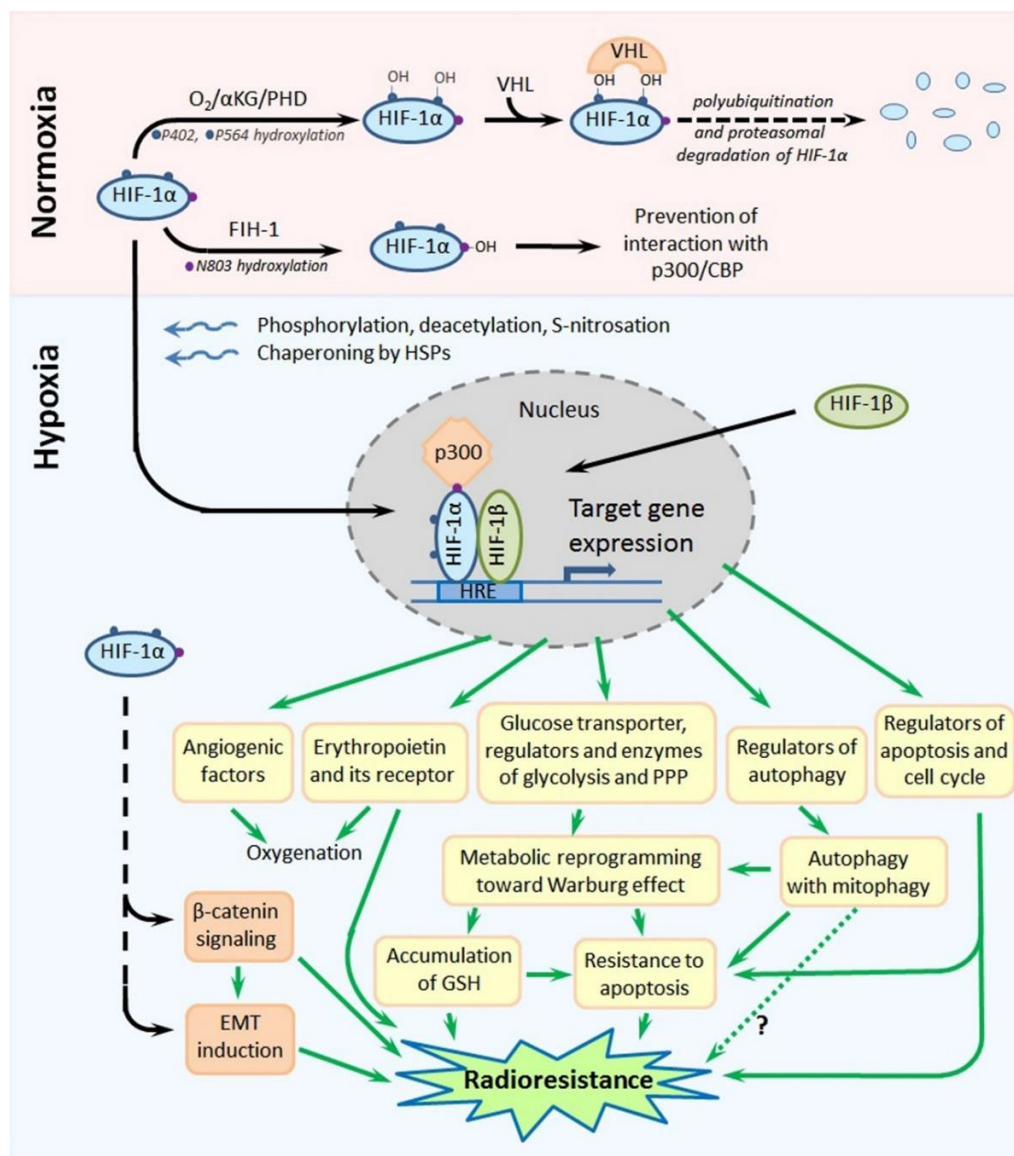 Normoxia
O₂/αKG/PHD
P402, P564 hydroxylation
HIF-1α
OH OH
HIF-1α
VHL
VHL
OH OH
HIF-1α
polyubiquitination
and proteasomal
degradation of HIF-1α
FIH-1
N803 hydroxylation
HIF-1α
-OH
Prevention of
interaction with
p300/CBP
Hypoxia
Phosphorylation, deacetylation, S-nitrosation
Chaperoning by HSPs
Nucleus
HIF-1β
p300
HIF-1α
HIF-1β
HRE
Target gene
expression
HIF-1α
Angiogenic
factors
Erythropoietin
and its receptor
Glucose transporter,
regulators and enzymes
of glycolysis and PPP
Regulators of
autophagy
Regulators of
apoptosis and
cell cycle
Oxygenation
Metabolic reprogramming
toward Warburg effect
Autophagy
with mitophagy
β-catenin
signaling
Accumulation
of GSH
Resistance to
apoptosis
EMT
induction
?
Radioresistance